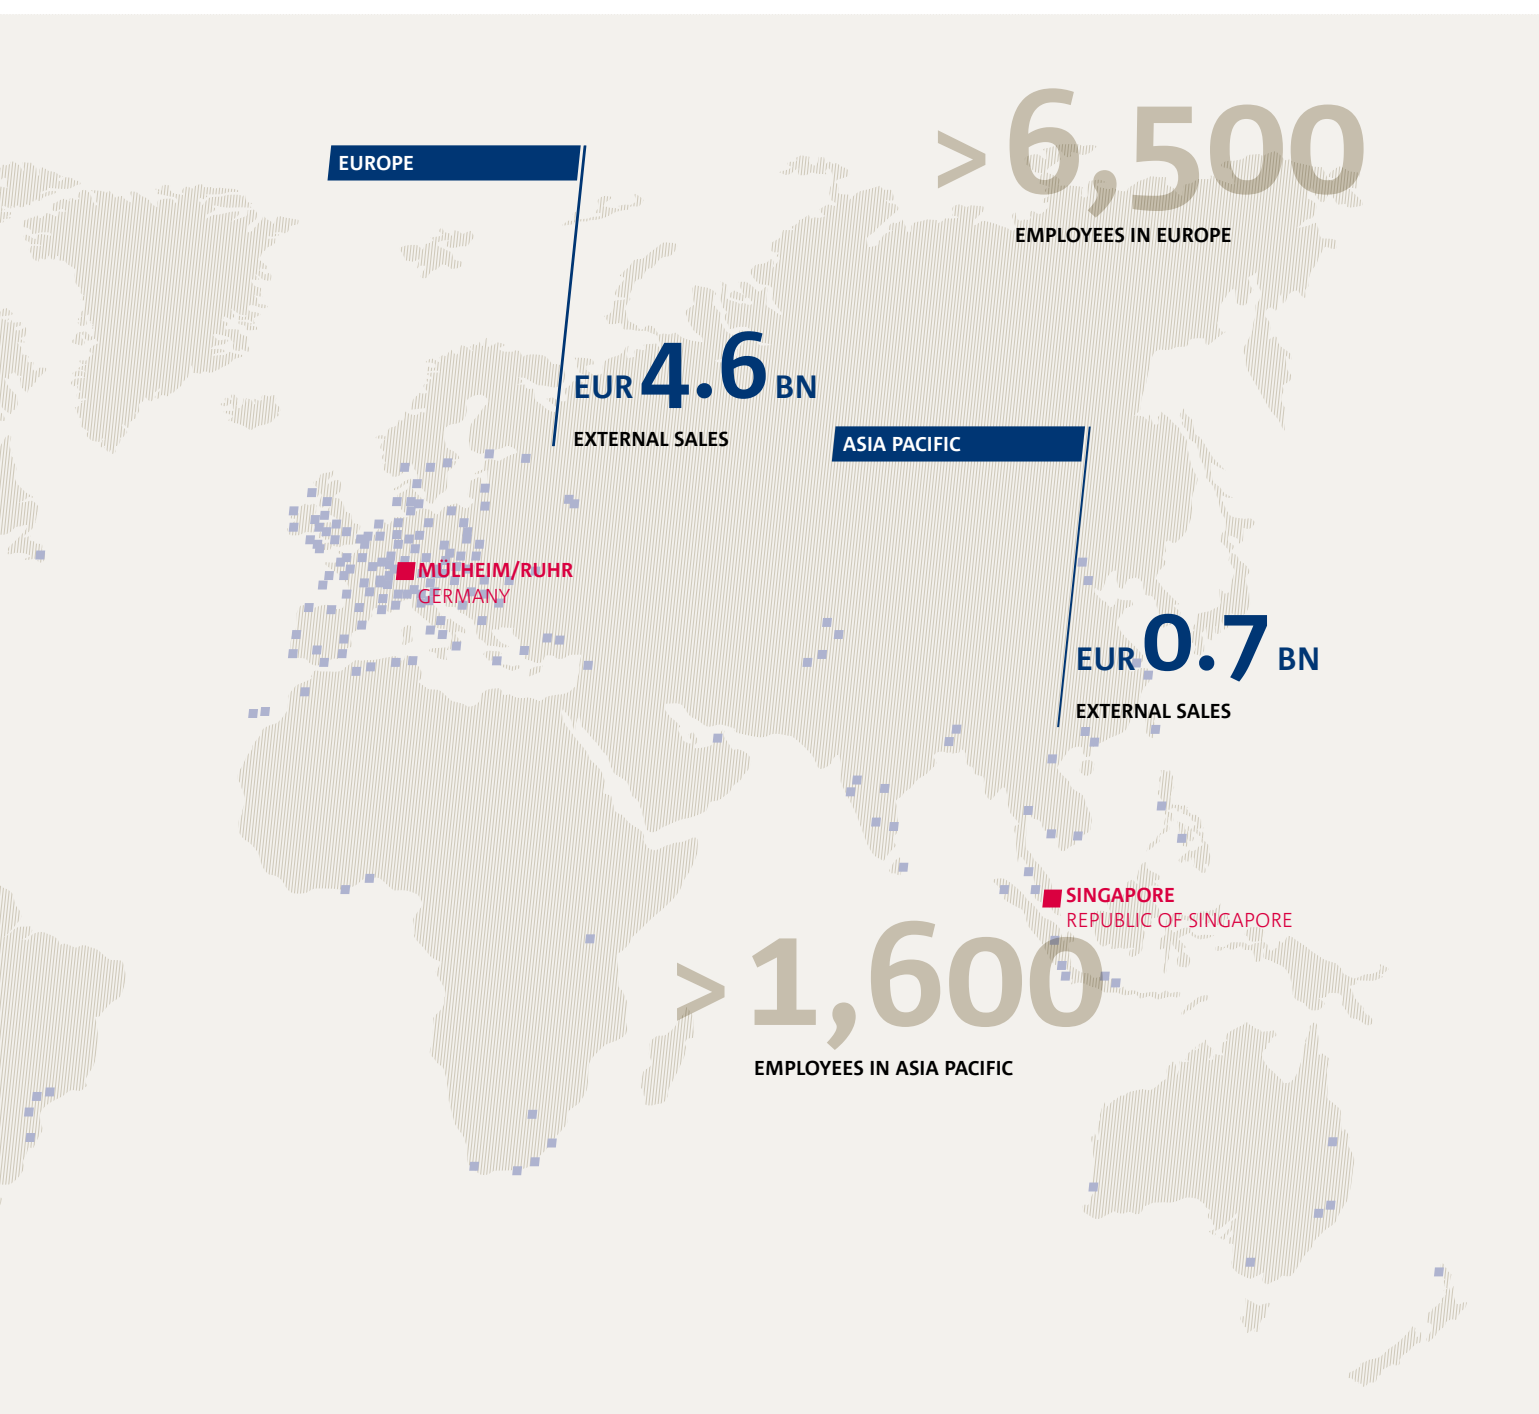 > 6,500
EMPLOYEES IN EUROPE
EUROPE
EUR 4.6 BN
EXTERNAL SALES
ASIA PACIFIC
MÜLHEIM/RUHR
GERMANY
EUR 0.7 BN
EXTERNAL SALES
SINGAPORE
REPUBLIC OF SINGAPORE
> 1,600
EMPLOYEES IN ASIA PACIFIC